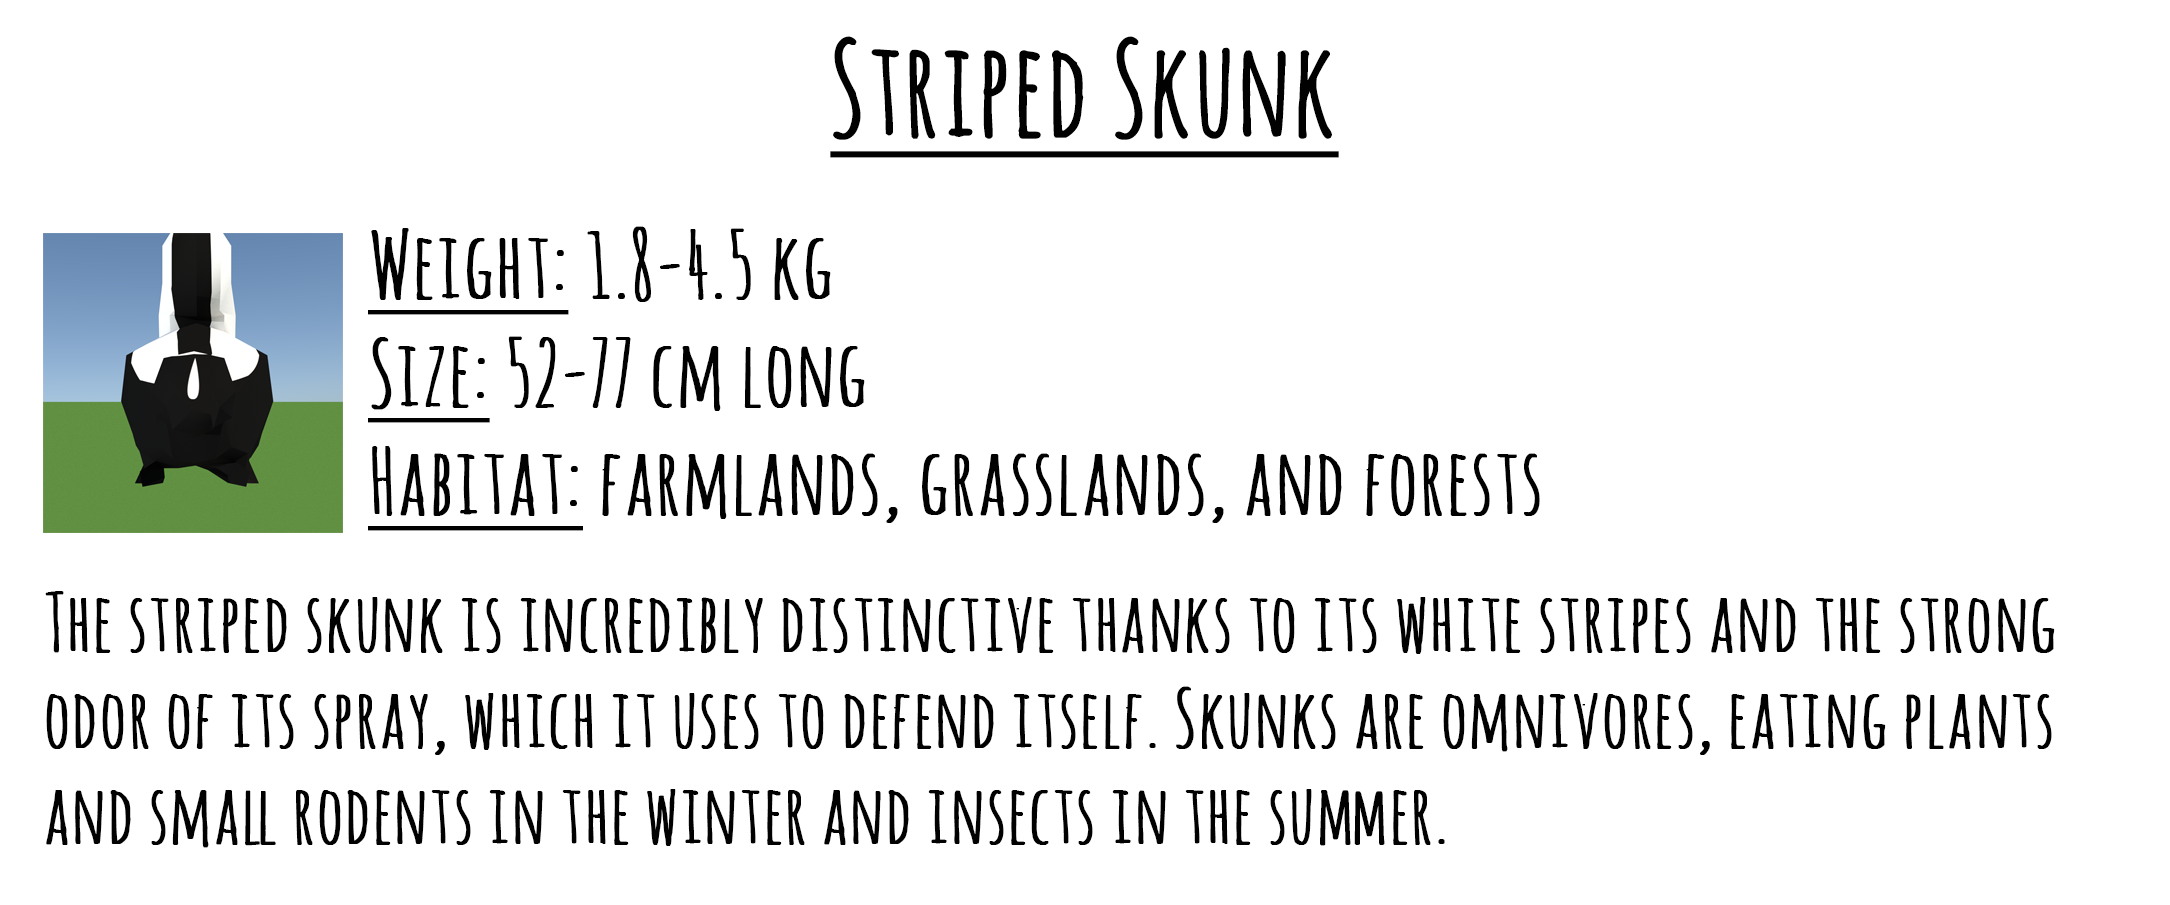 Striped Skunk
Weight: 1.8-4.5 kg
Size: 52-77 cm long
Habitat: farmlands, grasslands, and forests
The striped skunk is incredibly distinctive thanks to its white stripes and the strong
odor of its spray, which it uses to defend itself. Skunks are omnivores, eating plants
and small rodents in the winter and insects in the summer.